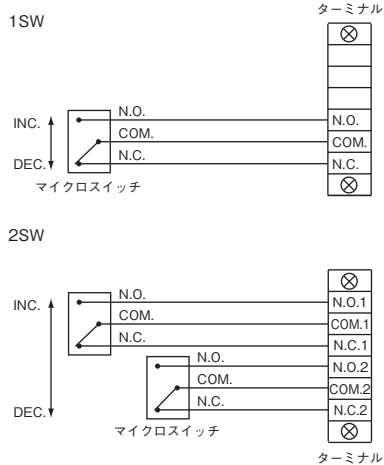 ターミナル
1SW
INC.
N.O.
COM.
N.C.
DEC.
マイクロスイッチ
N.O.
COM.
N.C.
2SW
INC.
N.O.
COM.
N.C.
N.O.
COM.
N.C.
DEC.
マイクロスイッチ
N.O.1
COM.1
N.C.1
N.O.2
COM.2
N.C.2
ターミナル